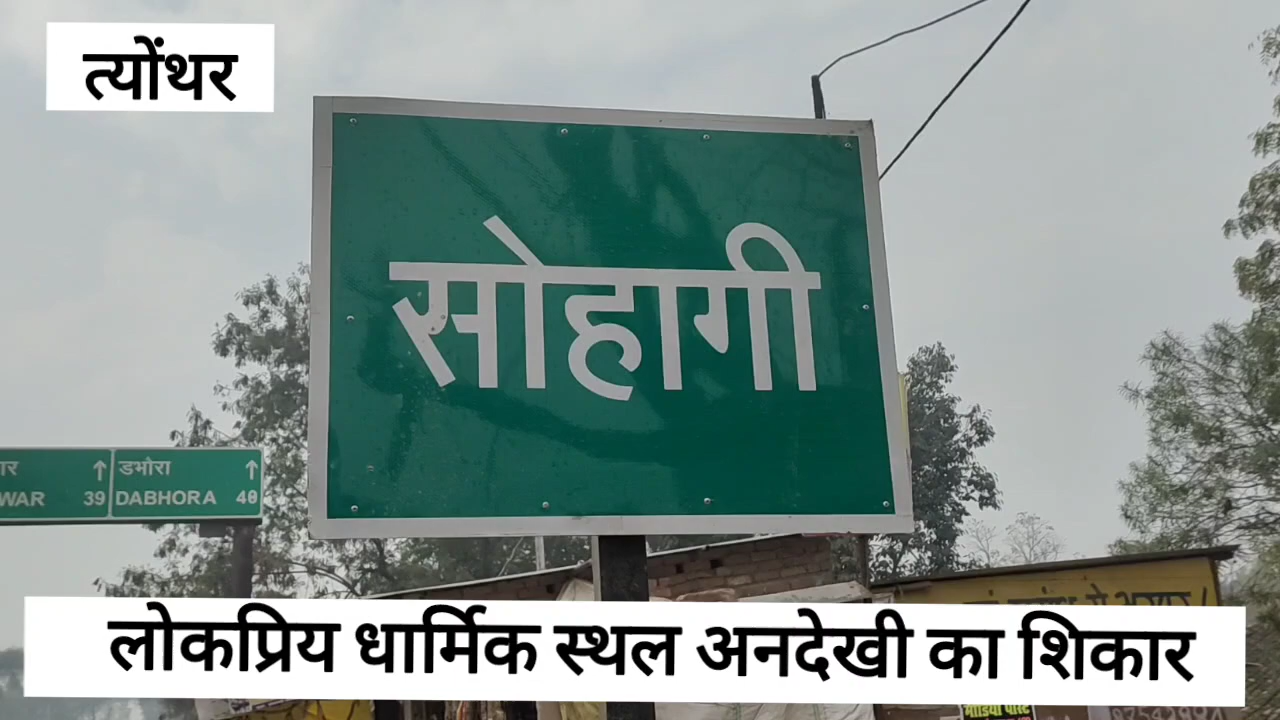 त्योंथर
सोहागी
डभौरा
WAR 39
DABHORA 40
लोकप्रिय धार्मिक स्थल अनदेखी का शिकार